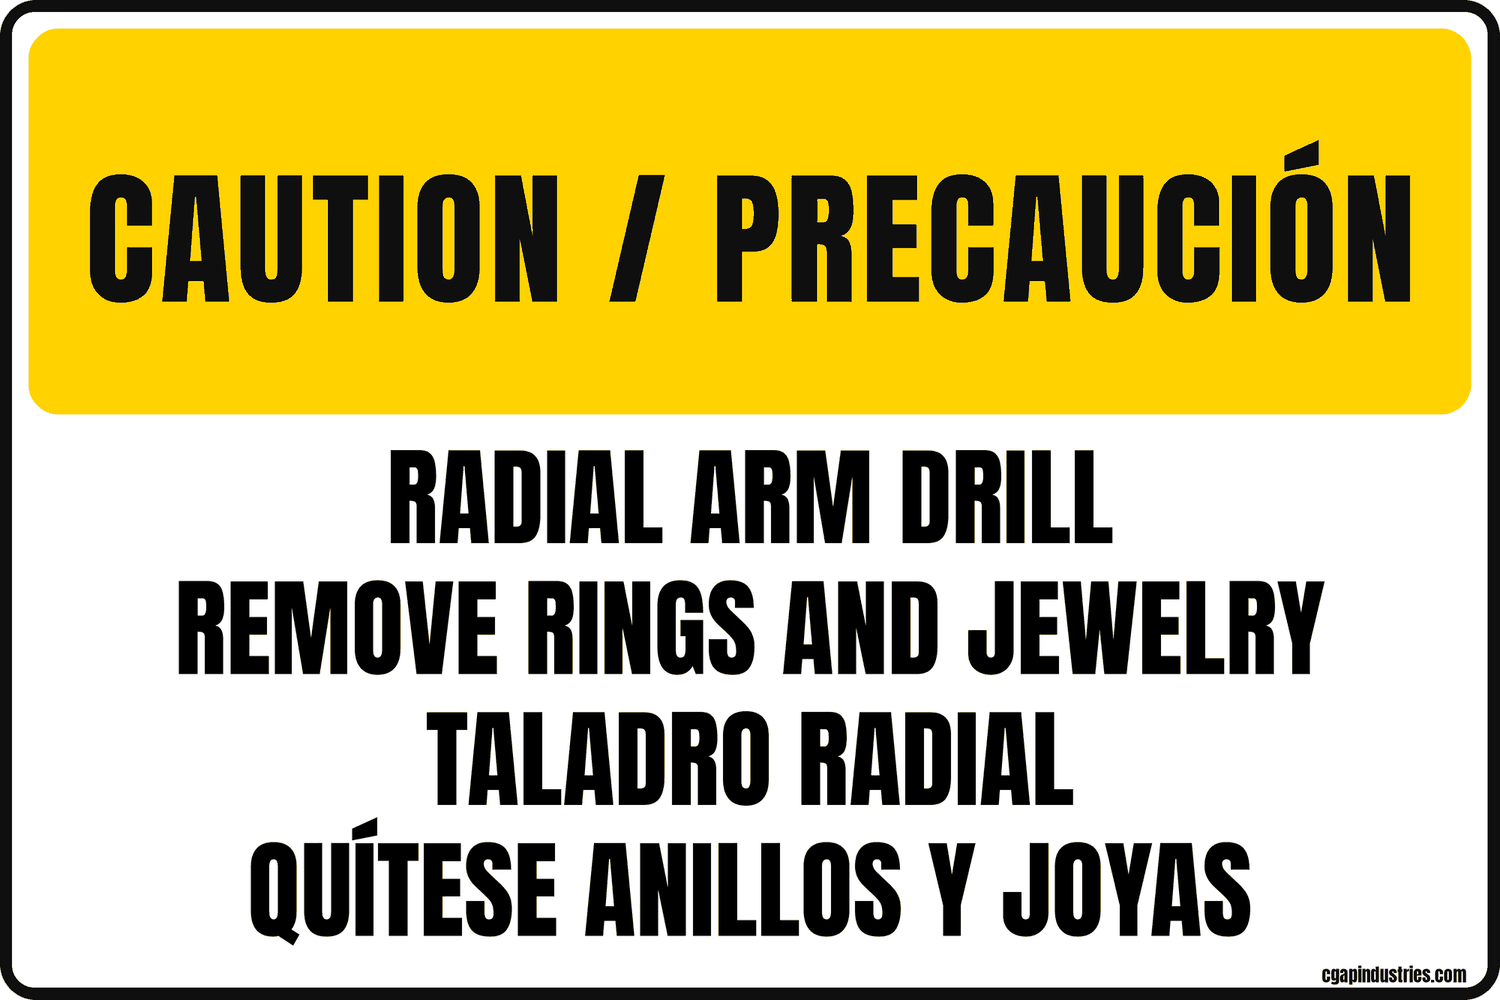 CAUTION / PRECAUCIÓN
RADIAL ARM DRILL
REMOVE RINGS AND JEWELRY
TALADRO RADIAL
QUÍTESE ANILLOS Y JOYAS
cgapindustries.com